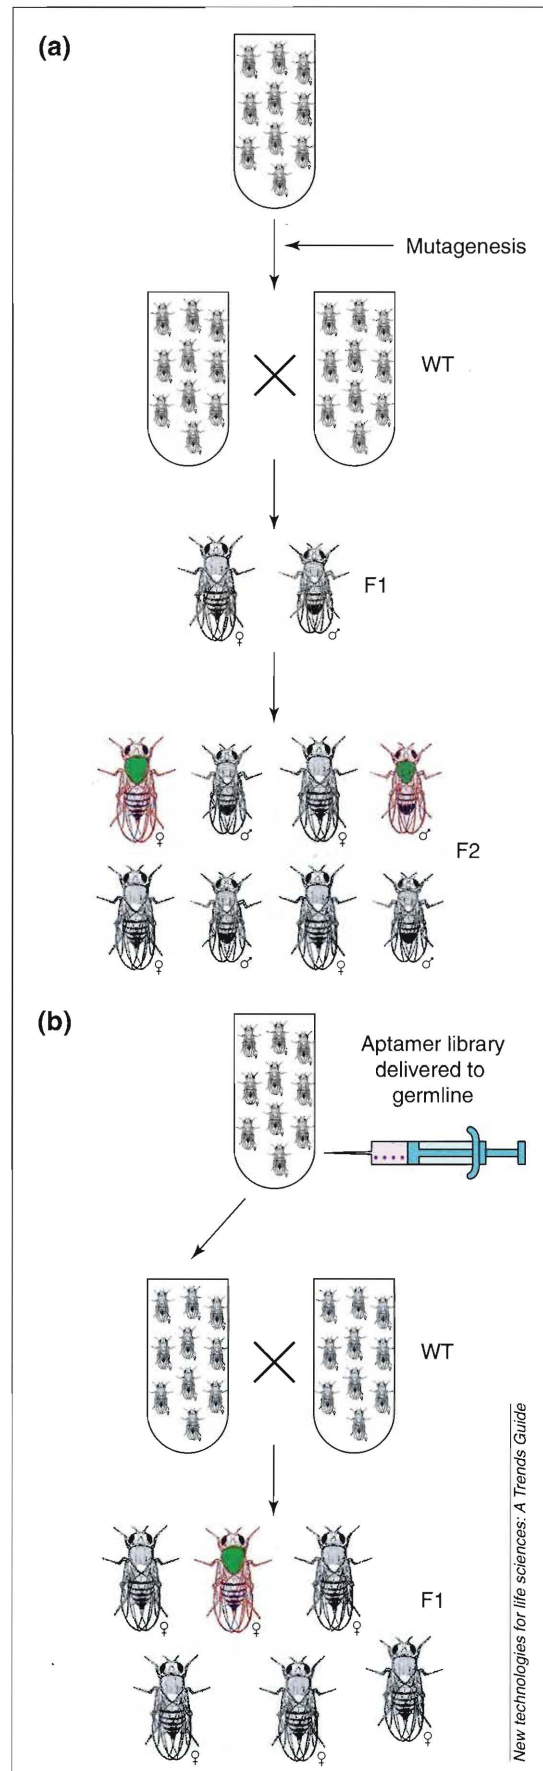 (a)
Mutagenesis
WT
F1
♀
♂
♀
♂
♀
♂
F2
♀
♂
♀
♂
(b)
Aptamer library
delivered to
germline
WT
♀
♀
♀
F1
♀
♀
♀
New technologies for life sciences: A Trends Guide